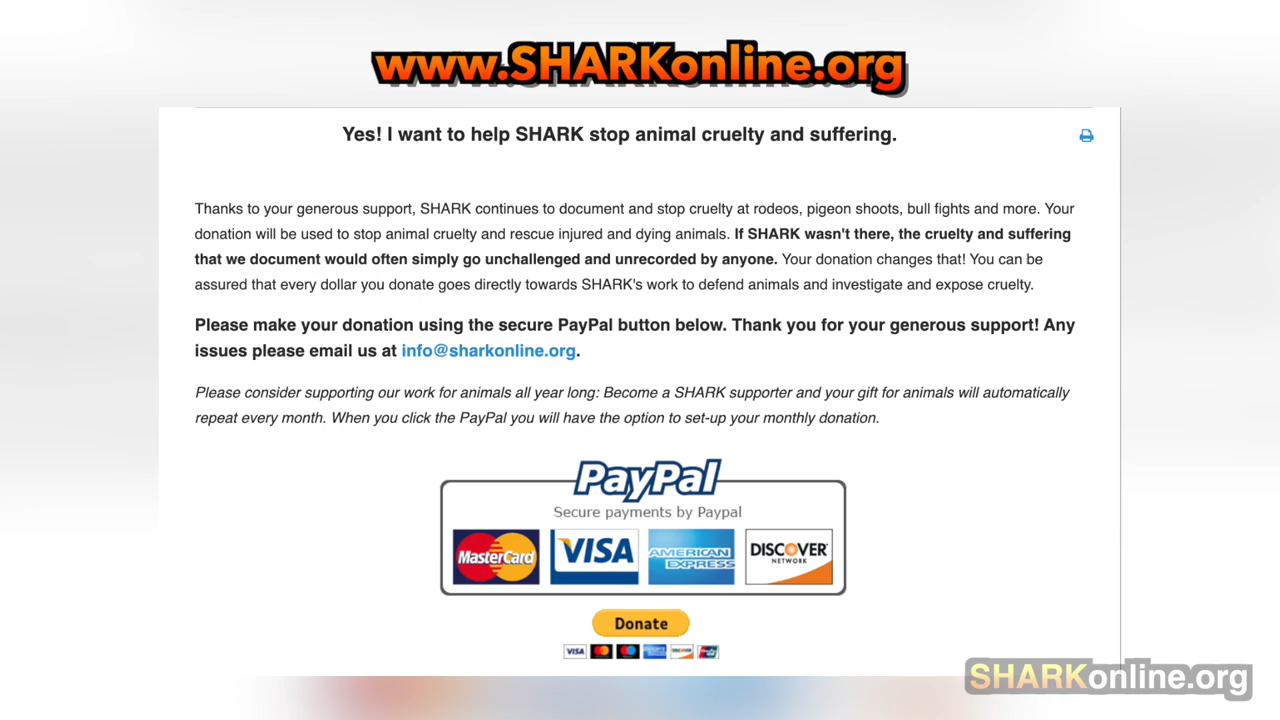 www.SHARKonline.org
Yes! I want to help SHARK stop animal cruelty and suffering.
Thanks to your generous support, SHARK continues to document and stop cruelty at rodeos, pigeon shoots, bull fights and more. Your
donation will be used to stop animal cruelty and rescue injured and dying animals. If SHARK wasn't there, the cruelty and suffering
that we document would often simply go unchallenged and unrecorded by anyone. Your donation changes that! You can be
assured that every dollar you donate goes directly towards SHARK's work to defend animals and investigate and expose cruelty.
Please make your donation using the secure PayPal button below. Thank you for your generous support! Any
issues please email us at info@sharkonline.org.
Please consider supporting our work for animals all year long: Become a SHARK supporter and your gift for animals will automatically
repeat every month. When you click the PayPal you will have the option to set-up your monthly donation.
PayPal
Secure payments by Paypal
MasterCard VISA AMERICAN EXPRESS DISCOVER NETWORK
Donate
VISA
SHARKonline.org